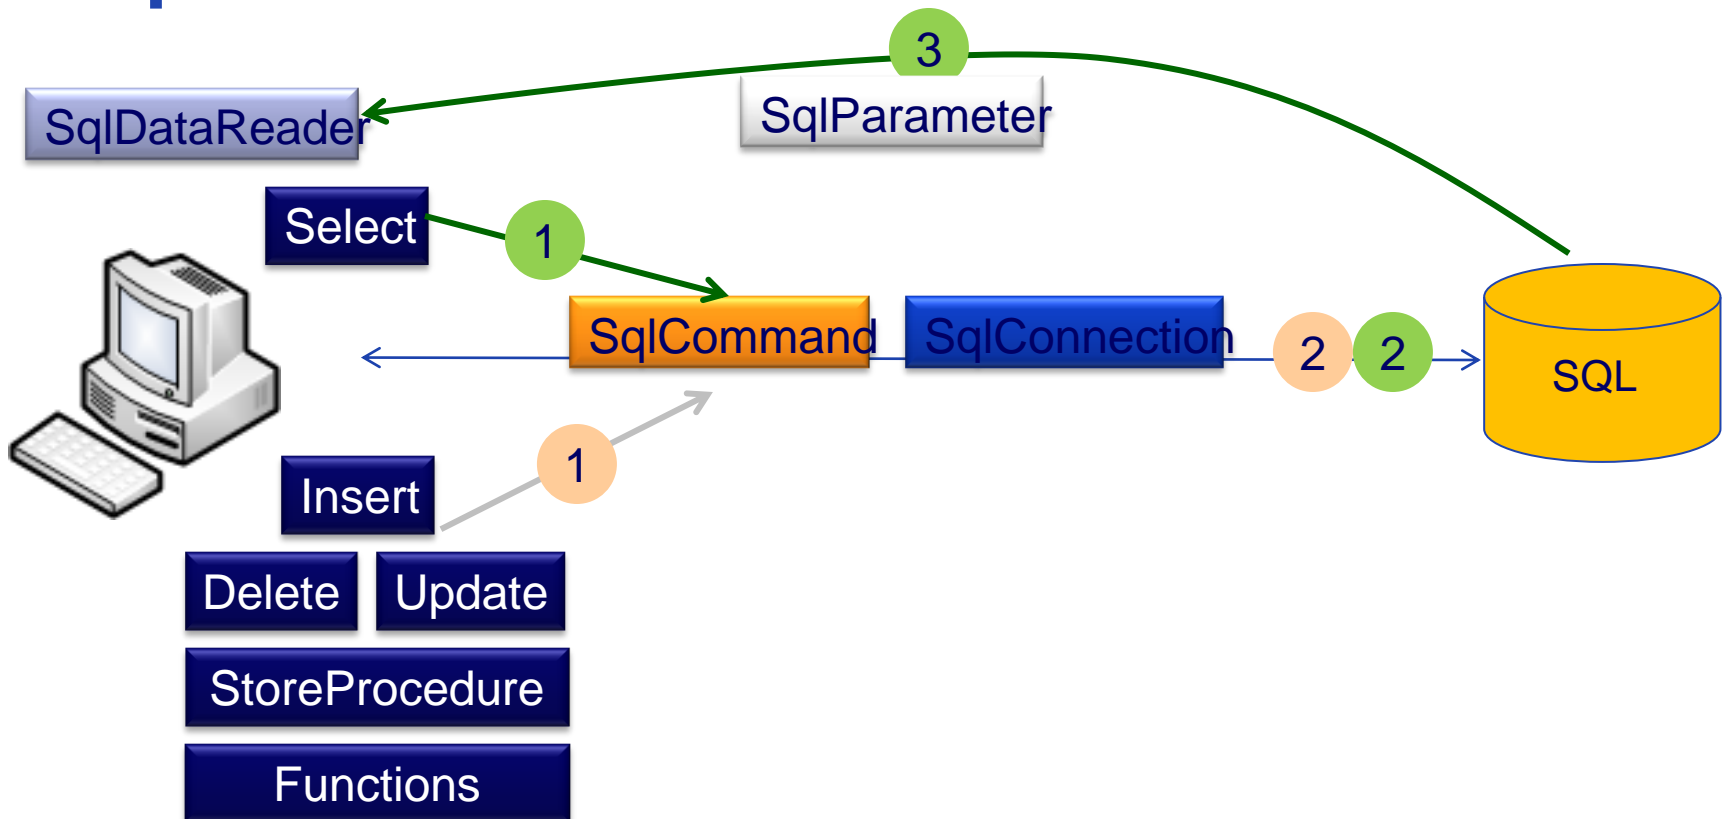 3
SqlDataReader
SqlParameter
Select
1
SqlCommand
SqlConnection
2
2
SQL
1
Insert
Delete
Update
StoreProcedure
Functions